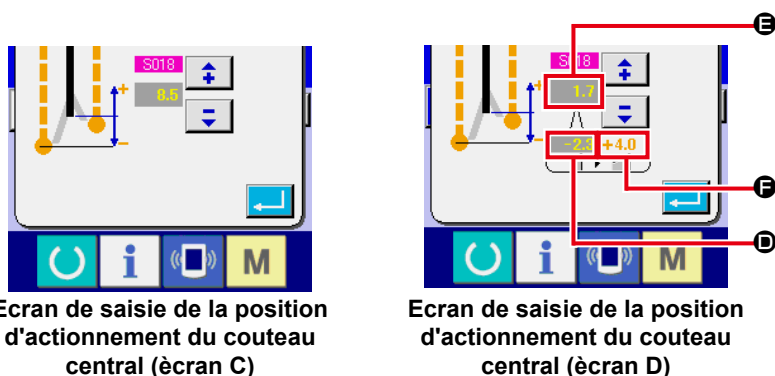 E
S018
8.5
+
−
i
M
Ecran de saisie de la position
d'actionnement du couteau
central (ècran C)
S018
1.7
+
−
-2.3 +4.0
F
D
i
M
Ecran de saisie de la position
d'actionnement du couteau
central (ècran D)